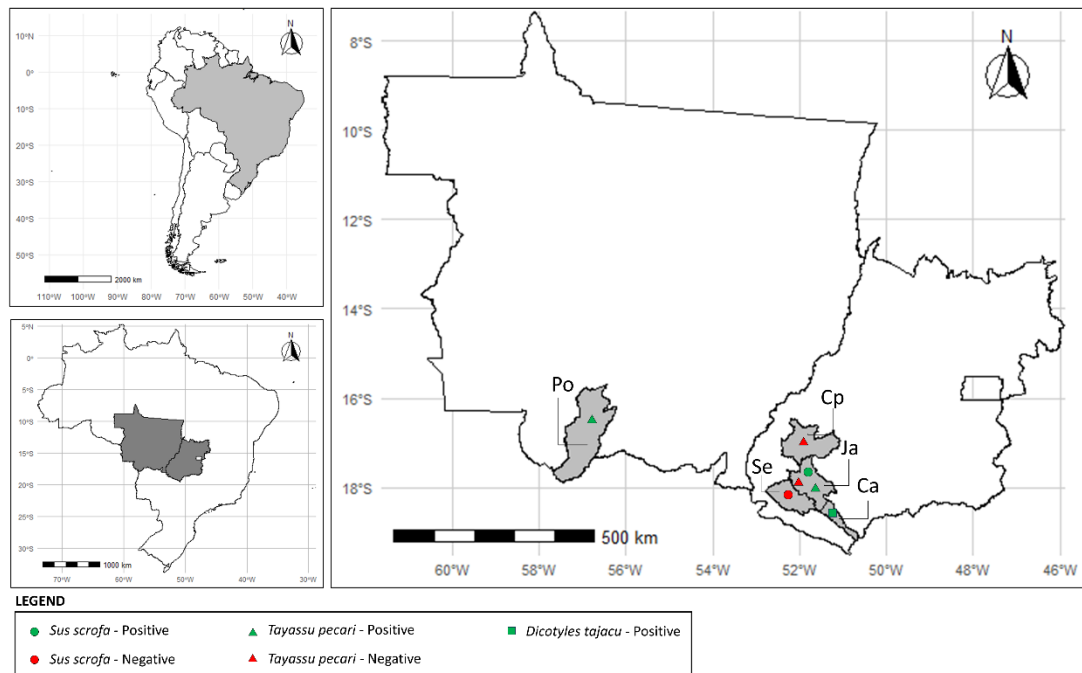 N
10°N
0°
10°S
20°S
30°S
40°S
50°S
2000 km
110°W 100°W 90°W 80°W 70°W 60°W 50°W 40°W
N
5°N
0°
5°S
10°S
15°S
20°S
25°S
30°S
1000 km
70°W 60°W 50°W 40°W 30°W
N
8°S
10°S
12°S
14°S
16°S
18°S
Po
Cp
Ja
Se
Ca
500 km
60°W 58°W 56°W 54°W 52°W 50°W 48°W 46°W
LEGEND
Sus scrofa - Positive Tayassu pecari - Positive Dicotyles tajacu - Positive
Sus scrofa - Negative Tayassu pecari - Negative